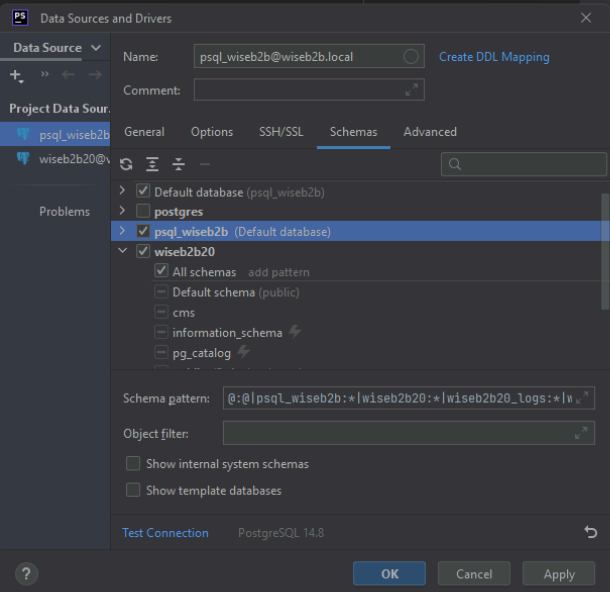 PS Data Sources and Drivers
Data Source
Name: psql_wiseb2b@wiseb2b.local Create DDL Mapping
Comment:
Project Data Sour
psql_wiseb2b
wiseb2b20@
Problems
General Options SSH/SSL Schemas Advanced
Default database (psql_wiseb2b)
postgres
psql_wiseb2b (Default database)
wiseb2b20
All schemas add pattern
Default schema (public)
cms
information_schema
pg_catalog
Schema pattern: @:@|psql_wiseb2b:*|wiseb2b20:*|wiseb2b20_logs:*|w
Object filter:
Show internal system schemas
Show template databases
Test Connection PostgreSQL 14.8
? OK Cancel Apply